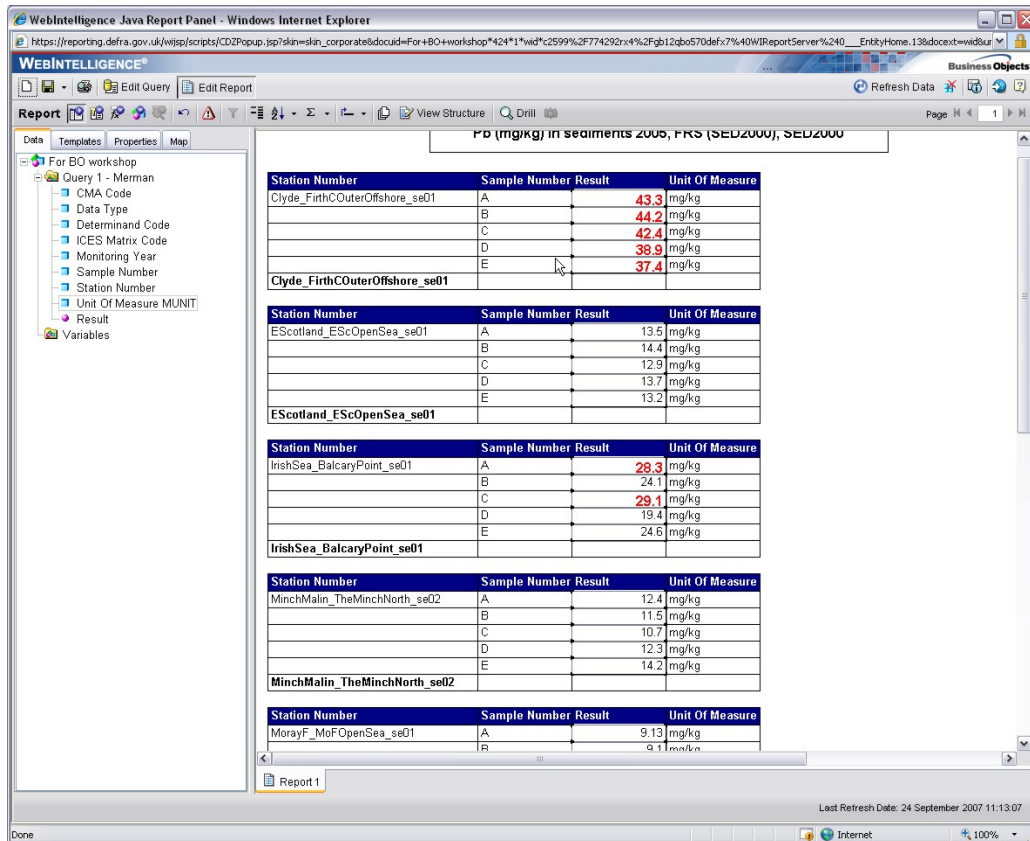 WebIntelligence Java Report Panel - Windows Internet Explorer
https://reporting.defra.gov.uk/wijsp/scripts/CDZPopup.jsp?skin=skin_corporate&docuid=For+BO+workshop*424*1*wid*c2599%2F774292rx4%2Fgb12qbo570defx7%40WIReportServer%240___EntityHome.13&docext=wid&ur
WEBINTELLIGENCE®
... Business Objects
Edit Query Edit Report Refresh Data
Report View Structure Drill Page 1
Data Templates Properties Map
For BO workshop
Query 1 - Merman
CMA Code
Data Type
Determinand Code
ICES Matrix Code
Monitoring Year
Sample Number
Station Number
Unit Of Measure MUNIT
Result
Variables
Pb (mg/kg) in sediments 2005, FRS (SED2000), SED2000
Station Number Sample Number Result Unit Of Measure
Clyde_FirthCOuterOffshore_se01 A 43.3 mg/kg
B 44.2 mg/kg
C 42.4 mg/kg
D 38.9 mg/kg
E 37.4 mg/kg
Clyde_FirthCOuterOffshore_se01
Station Number Sample Number Result Unit Of Measure
EScotland_EScOpenSea_se01 A 13.5 mg/kg
B 14.4 mg/kg
C 12.9 mg/kg
D 13.7 mg/kg
E 13.2 mg/kg
EScotland_EScOpenSea_se01
Station Number Sample Number Result Unit Of Measure
IrishSea_BalcaryPoint_se01 A 28.3 mg/kg
B 24.1 mg/kg
C 29.1 mg/kg
D 19.4 mg/kg
E 24.6 mg/kg
IrishSea_BalcaryPoint_se01
Station Number Sample Number Result Unit Of Measure
MinchMalin_TheMinchNorth_se02 A 12.4 mg/kg
B 11.5 mg/kg
C 10.7 mg/kg
D 12.3 mg/kg
E 14.2 mg/kg
MinchMalin_TheMinchNorth_se02
Station Number Sample Number Result Unit Of Measure
MorayF_MoFOpenSea_se01 A 9.13 mg/kg
B 9.1 mg/kg
Report 1
Last Refresh Date: 24 September 2007 11:13:07
Done Internet 100%